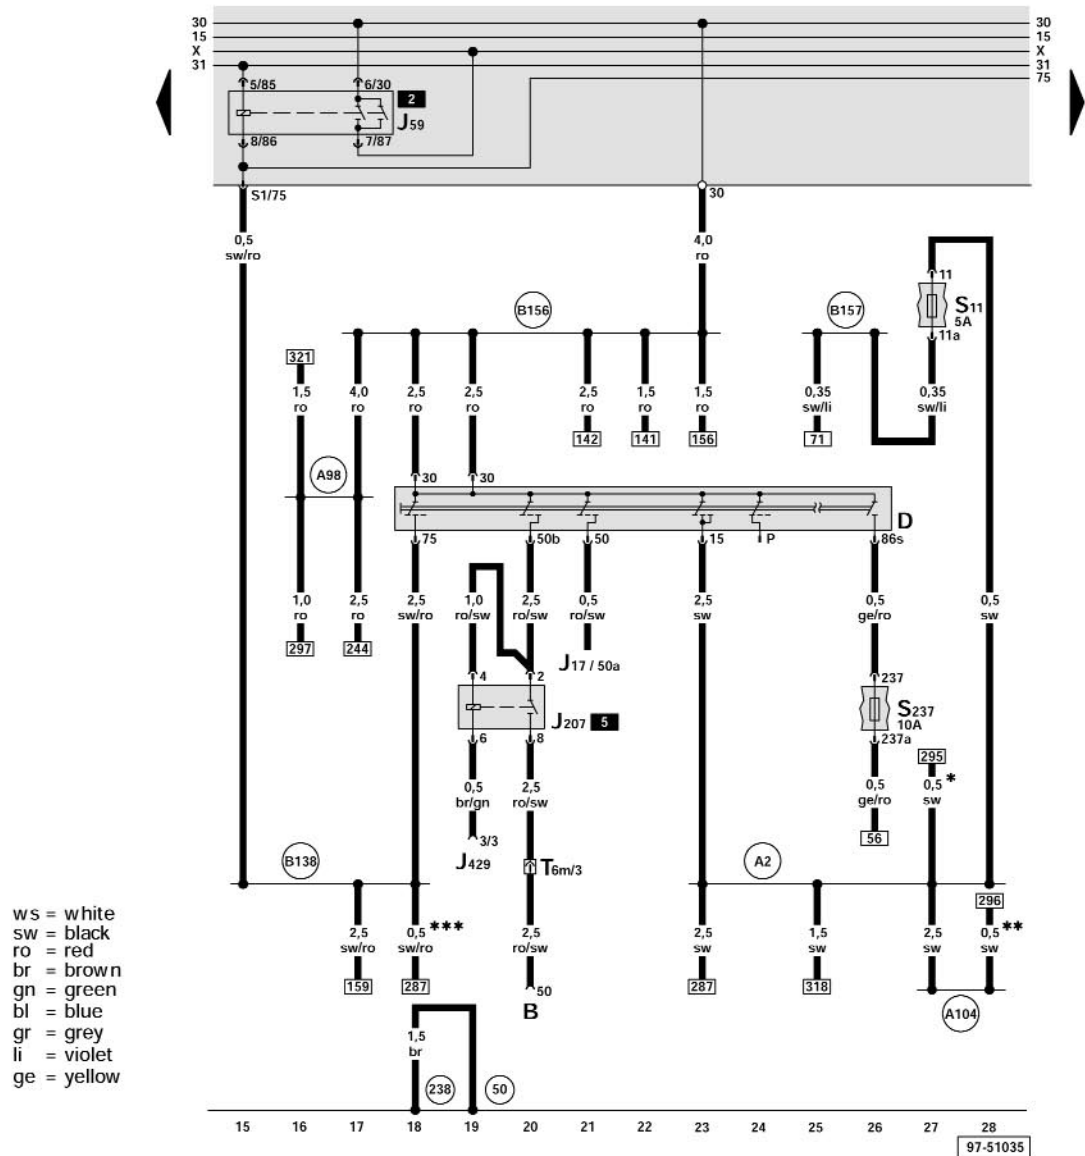 30 30
15 15
X X
31 31
75
5/85 6/30
2
J59
8/86 7/87
S1/75 30
0,5 4,0
sw/ro ro
11
B156 B157 S11
5A
11a
321
1,5 4,0 2,5 2,5 2,5 1,5 1,5 0,35 0,35
ro ro ro ro ro ro ro sw/li sw/li
142 141 156 71
A98 30 30
D
75 50b 50 15 P 86s
1,0 2,5 2,5 1,0 2,5 0,5 2,5 0,5 0,5
ro ro sw/ro ro/sw ro/sw ro/sw sw ge/ro sw
297 244
J17 / 50a
4 2 237
J207 5 S237
10A
6 8 237a
295
0,5 2,5 0,5 0,5 *
br/gn ro/sw ge/ro sw
3/3 56
J429 T6m/3
B138 A2
296
ws = white
sw = black
ro = red
br = brown
gn = green
bl = blue
gr = grey
li = violet
ge = yellow
2,5 0,5 *** 2,5 2,5 1,5 2,5 0,5 **
sw/ro sw/ro ro/sw sw sw sw sw
159 287 50 287 318
B A104
1,5
br
238 50
15 16 17 18 19 20 21 22 23 24 25 26 27 28
97-51035